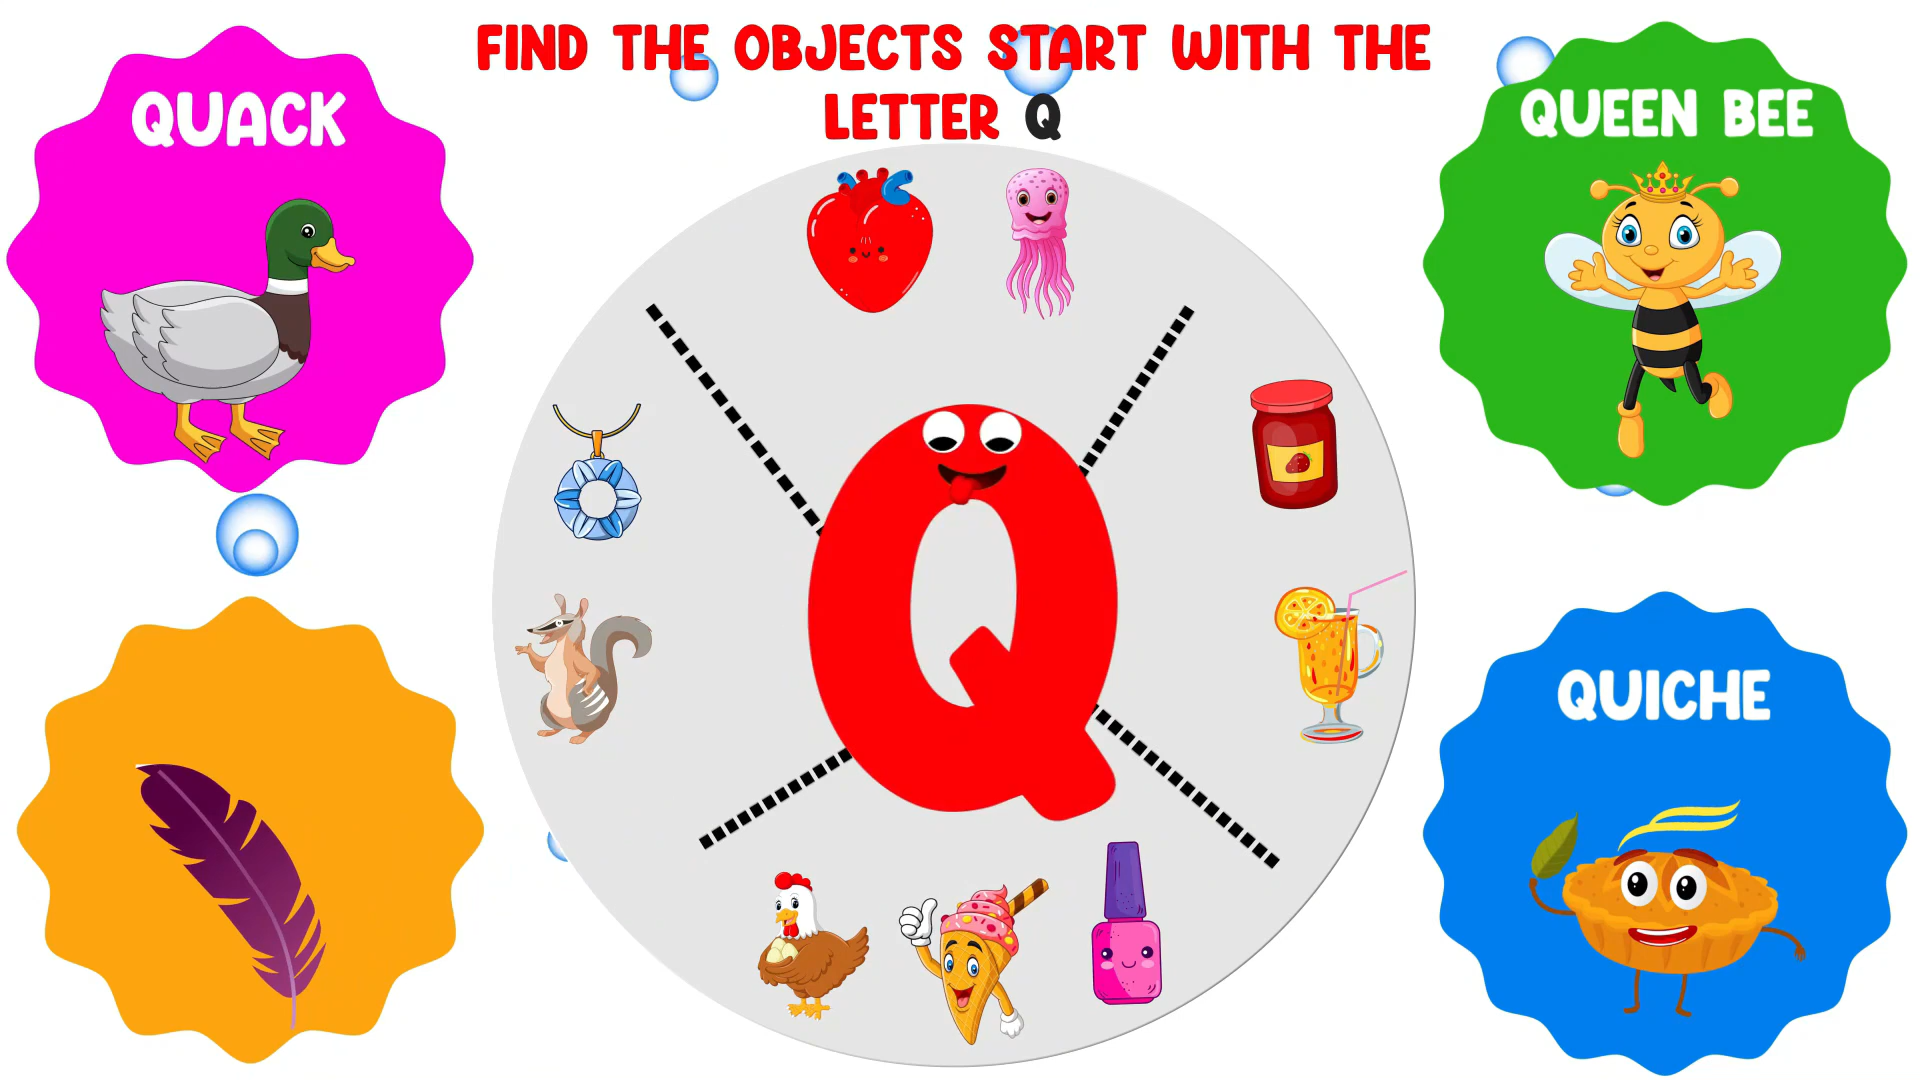 FIND THE OBJECTS START WITH THE
LETTER Q
QUACK
QUEEN BEE
Q
QUICHE